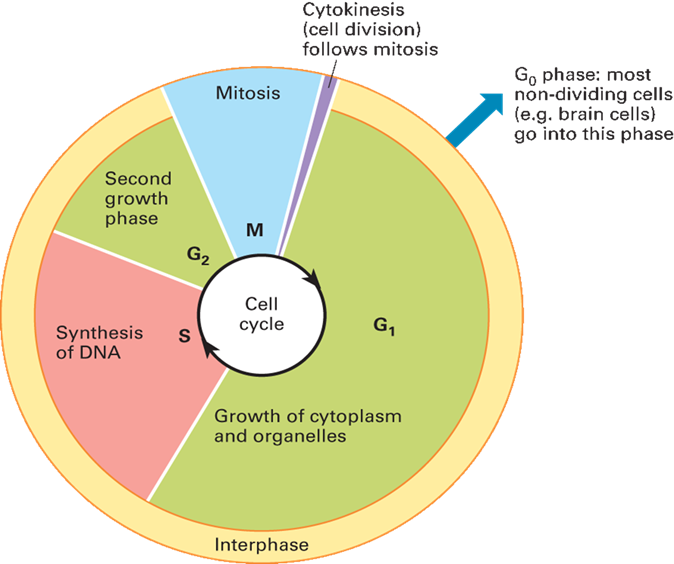 Cytokinesis
(cell division)
follows mitosis
G₀ phase: most
non-dividing cells
(e.g. brain cells)
go into this phase
Mitosis
Second
growth
phase
M
G₂
Cell
cycle
Synthesis
of DNA
S
G₁
Growth of cytoplasm
and organelles
Interphase